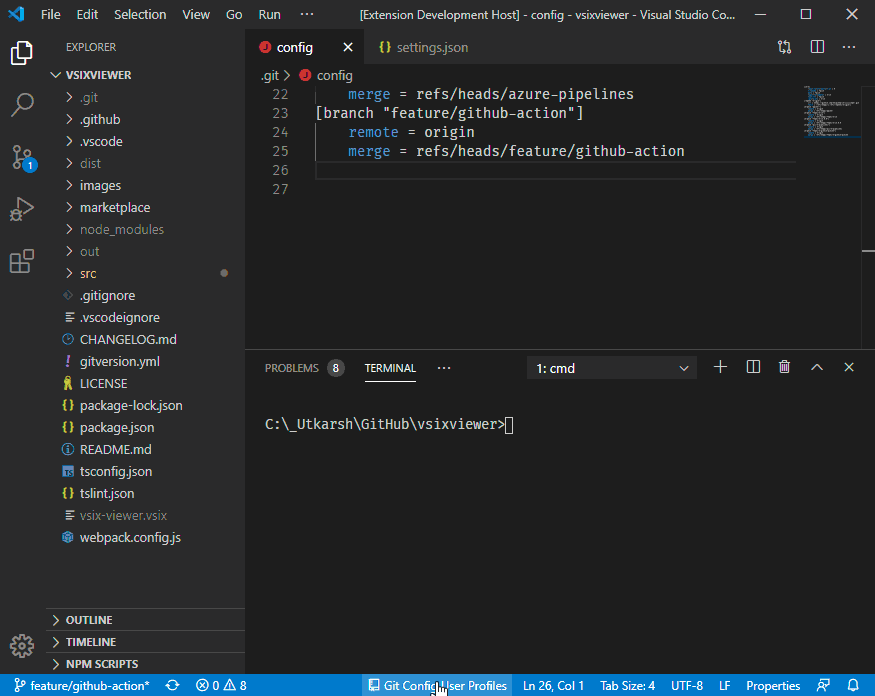 File Edit Selection View Go Run ··· [Extension Development Host] - config - vsixviewer - Visual Studio Co...
EXPLORER
VSIXVIEWER
.git
.github
.vscode
dist
images
marketplace
node_modules
out
src
.gitignore
.vscodeignore
CHANGELOG.md
gitversion.yml
LICENSE
package-lock.json
package.json
README.md
tsconfig.json
tslint.json
vsix-viewer.vsix
webpack.config.js
OUTLINE
TIMELINE
NPM SCRIPTS
1
config settings.json
.git > config
22 merge = refs/heads/azure-pipelines
23 [branch "feature/github-action"]
24 remote = origin
25 merge = refs/heads/feature/github-action
26
27
PROBLEMS 8 TERMINAL ··· 1: cmd
C:\_Utkarsh\GitHub\vsixviewer>
feature/github-action* 0 8 Git Config User Profiles Ln 26, Col 1 Tab Size: 4 UTF-8 LF Properties